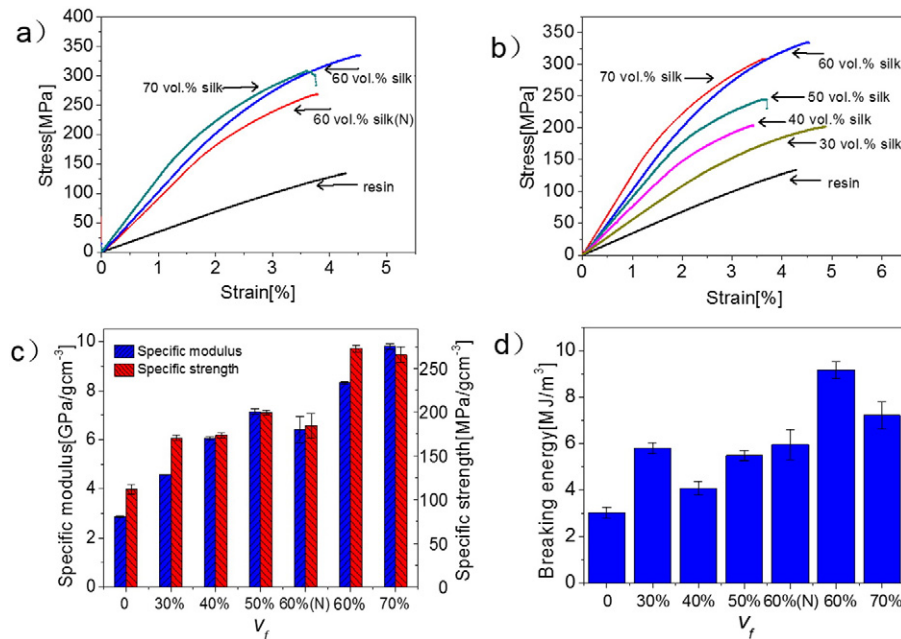 a)
Stress[MPa]
350
300
250
200
150
100
50
0
70 vol.% silk
60 vol.% silk
60 vol.% silk(N)
resin
0 1 2 3 4 5
Strain[%]
b)
Stress[MPa]
400
350
300
250
200
150
100
50
0
70 vol.% silk
60 vol.% silk
50 vol.% silk
40 vol.% silk
30 vol.% silk
resin
0 1 2 3 4 5 6
Strain[%]
c)
Specific modulus[GPa/gcm-3]
10
8
6
4
2
0
Specific modulus
Specific strength
250
200
150
100
50
0
Specific strength[MPa/gcm-3]
0 30% 40% 50% 60%(N) 60% 70%
Vf
d)
Breaking energy[MJ/m3]
10
8
6
4
2
0
0 30% 40% 50% 60%(N) 60% 70%
Vf